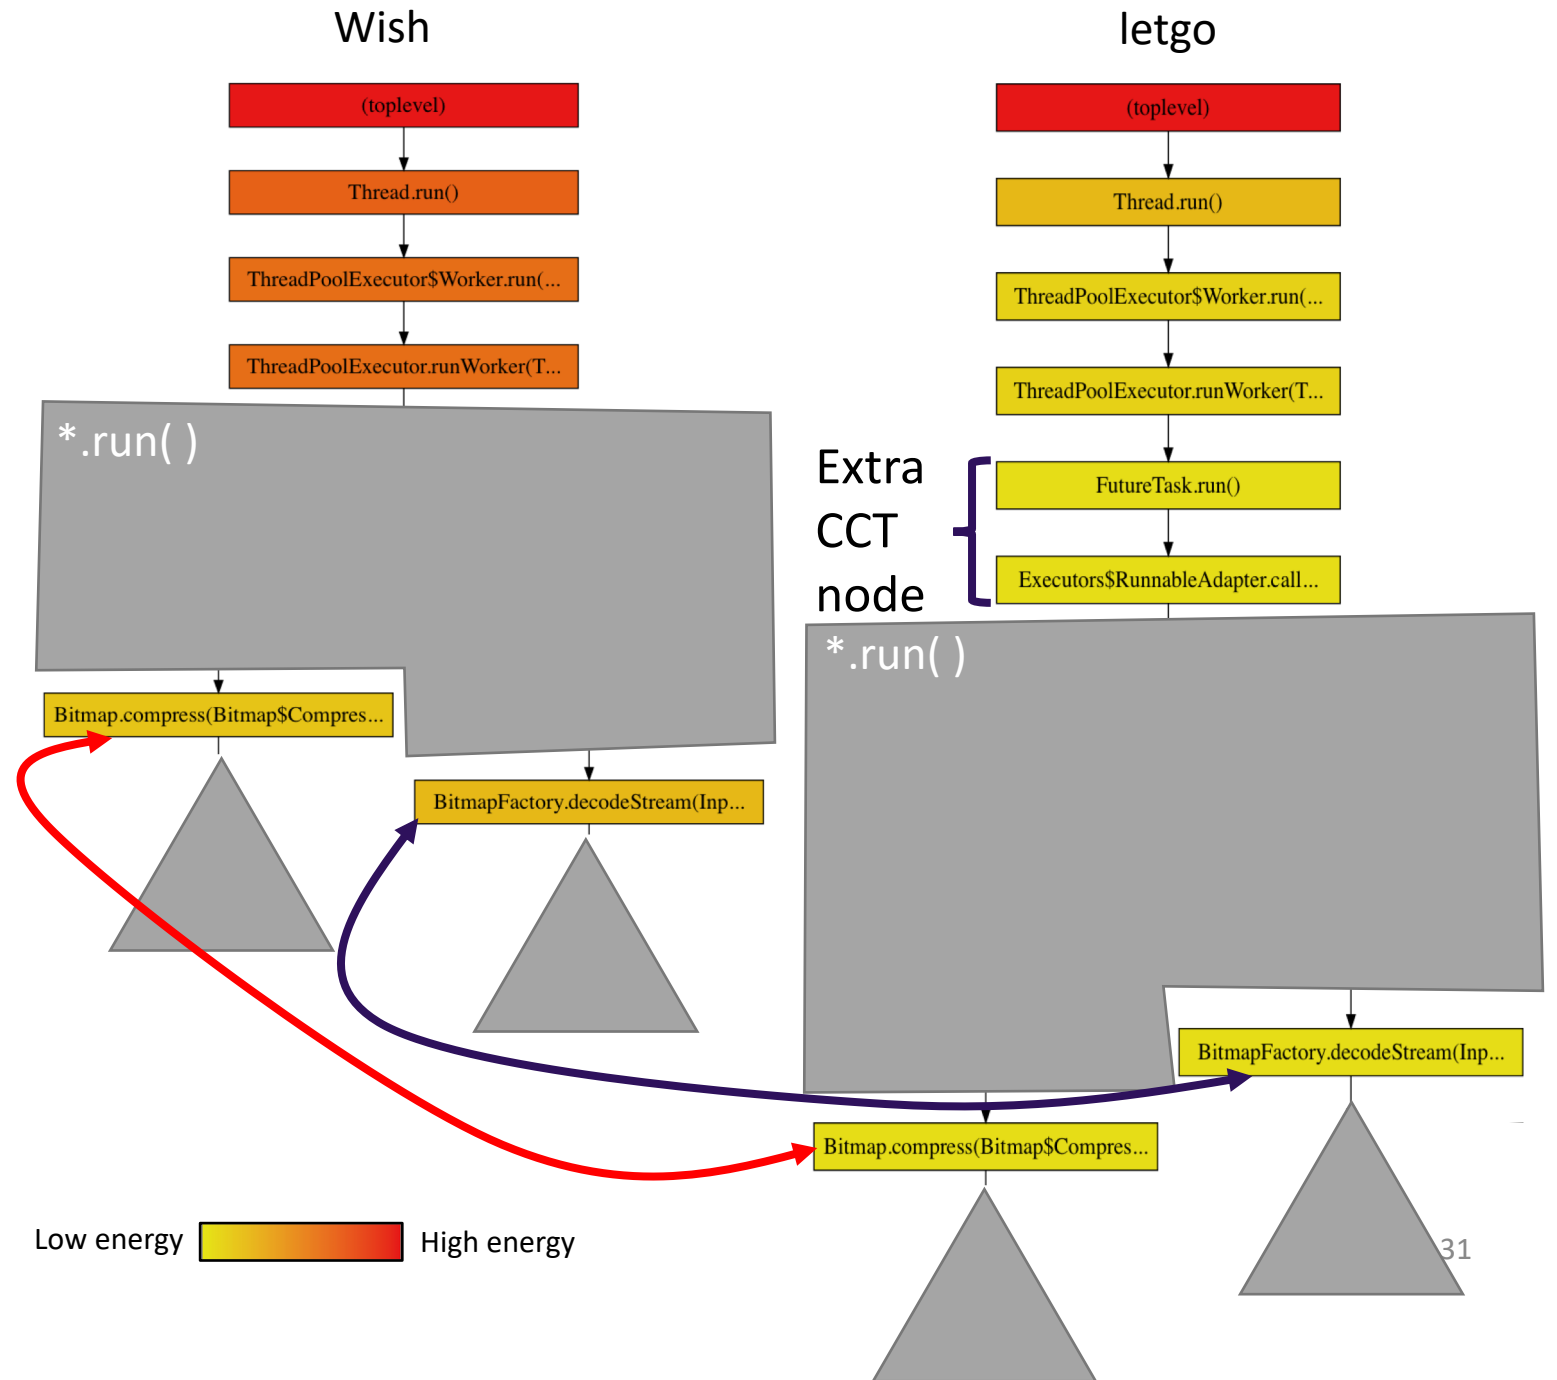 Wish
(toplevel)
Thread.run()
ThreadPoolExecutor$Worker.run(...
ThreadPoolExecutor.runWorker(T...
*.run( )
Bitmap.compress(Bitmap$Compres...
BitmapFactory.decodeStream(Inp...
letgo
(toplevel)
Thread.run()
ThreadPoolExecutor$Worker.run(...
ThreadPoolExecutor.runWorker(T...
Extra
CCT
node
FutureTask.run()
Executors$RunnableAdapter.call...
*.run( )
BitmapFactory.decodeStream(Inp...
Bitmap.compress(Bitmap$Compres...
Low energy
High energy
31